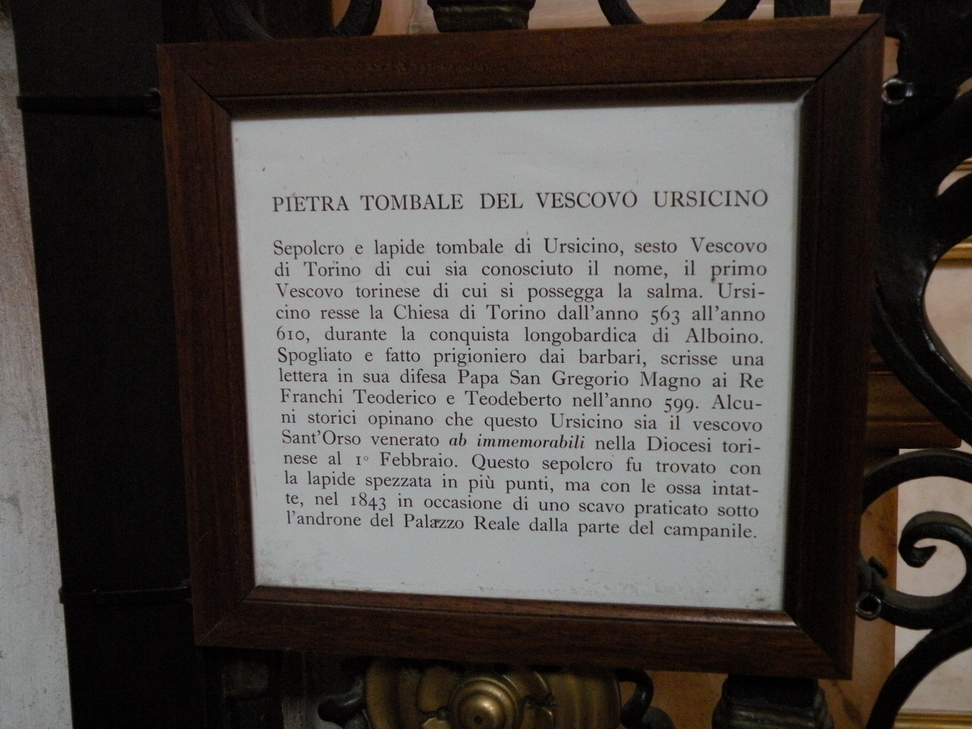 PIETRA TOMBALE DEL VESCOVO URSICINO
Sepolcro e lapide tombale di Ursicino, sesto Vescovo
di Torino di cui sia conosciuto il nome, il primo
Vescovo torinese di cui si possegga la salma. Ursi-
cino resse la Chiesa di Torino dall'anno 563 all'anno
610, durante la conquista longobardica di Alboino.
Spogliato e fatto prigioniero dai barbari, scrisse una
lettera in sua difesa Papa San Gregorio Magno ai Re
Franchi Teoderico e Teodeberto nell'anno 599. Alcu-
ni storici opinano che questo Ursicino sia il vescovo
Sant'Orso venerato ab immemorabili nella Diocesi tori-
nese al 1° Febbraio. Questo sepolcro fu trovato con
la lapide spezzata in più punti, ma con le ossa intat-
te, nel 1843 in occasione di uno scavo praticato sotto
l'androne del Palazzo Reale dalla parte del campanile.